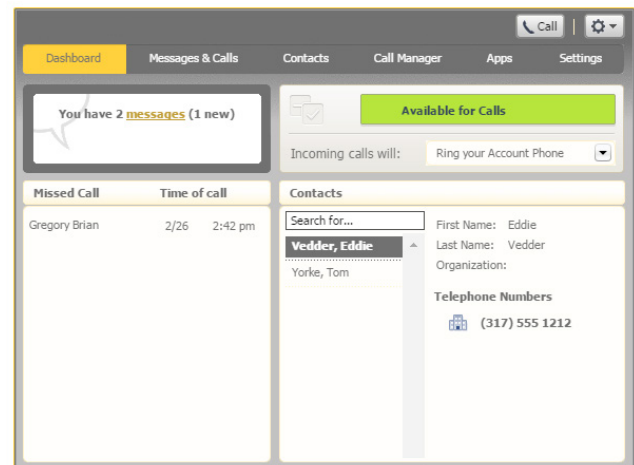 Call
Dashboard Messages & Calls Contacts Call Manager Apps Settings
You have 2 messages (1 new)
Available for Calls
Incoming calls will: Ring your Account Phone
Missed Call Time of call
Gregory Brian 2/26 2:42 pm
Contacts
Search for...
Vedder, Eddie
Yorke, Tom
First Name: Eddie
Last Name: Vedder
Organization:
Telephone Numbers
(317) 555 1212